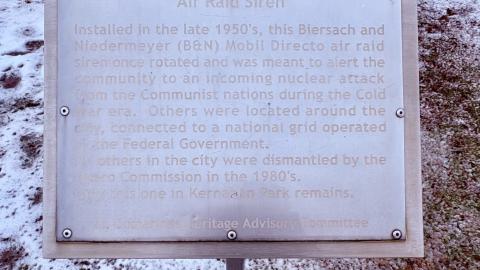 Air Raid Siren
Installed in the late 1950's, this Biersach and
Niedermeyer (B&N) Mobil Directo air raid
siren once rotated and was meant to alert the
community to an incoming nuclear attack
from the Communist nations during the Cold
War era. Others were located around the
city, connected to a national grid operated
the Federal Government.
others in the city were dismantled by the
Commission in the 1980's.
this one in Kernahan Park remains.
Heritage Advisory Committee